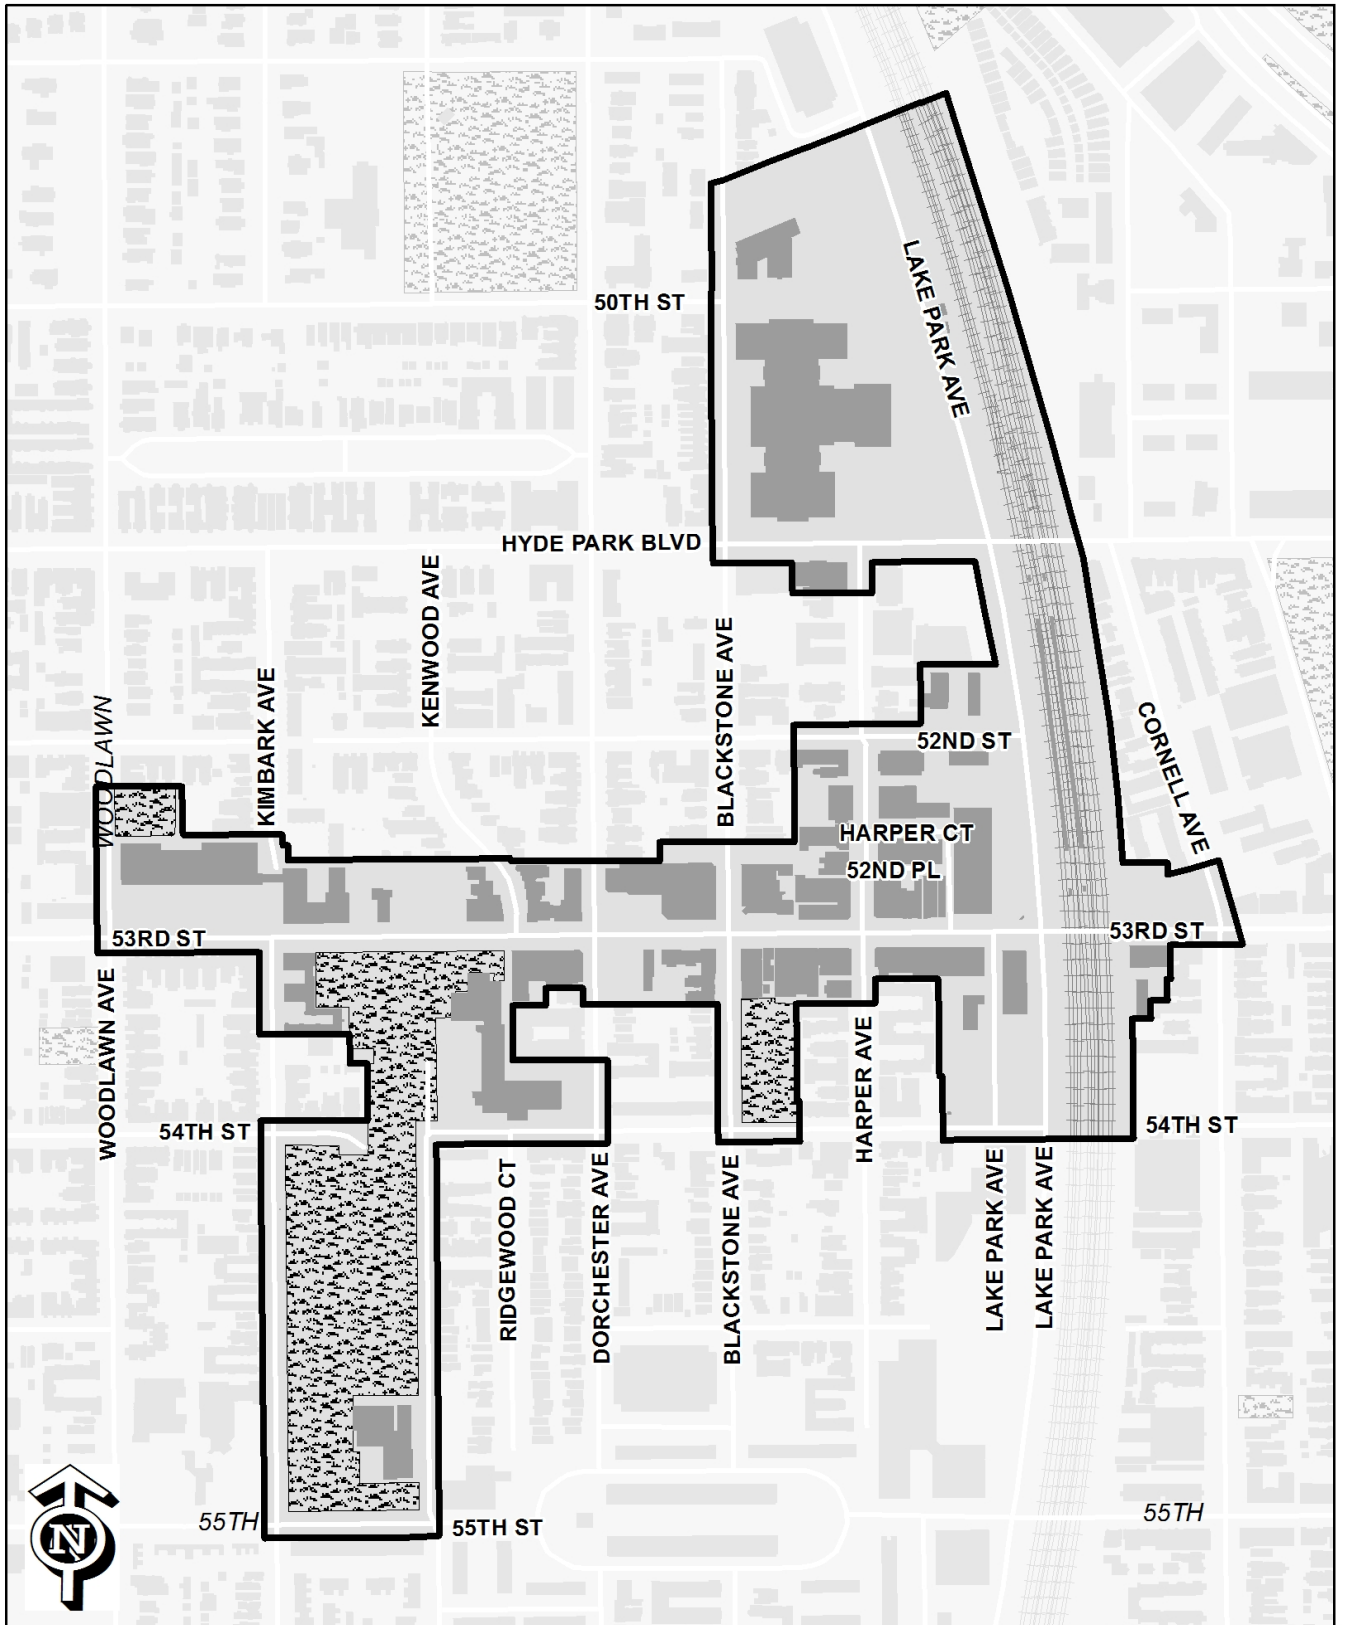 50TH ST
LAKE PARK AVE
HYDE PARK BLVD
KENWOOD AVE
BLACKSTONE AVE
KIMBARK AVE
WOODLAWN
CORNELL AVE
52ND ST
HARPER CT
52ND PL
53RD ST
53RD ST
WOODLAWN AVE
HARPER AVE
54TH ST
54TH ST
RIDGEWOOD CT
DORCHESTER AVE
BLACKSTONE AVE
LAKE PARK AVE
LAKE PARK AVE
55TH
55TH ST
55TH
N